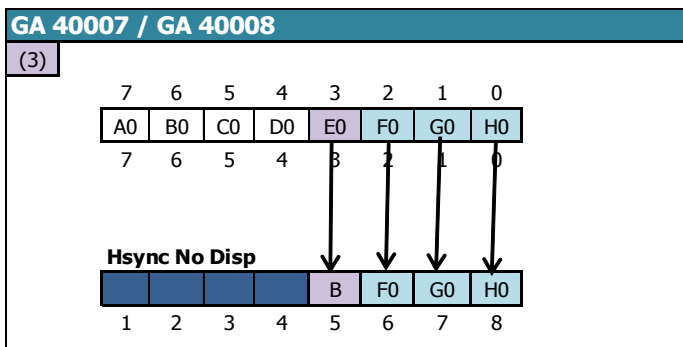 GA 40007 / GA 40008
(3)
7 6 5 4 3 2 1 0
A0 B0 C0 D0 E0 F0 G0 H0
7 6 5 4 3 2 1 0
Hsync No Disp
B F0 G0 H0
1 2 3 4 5 6 7 8